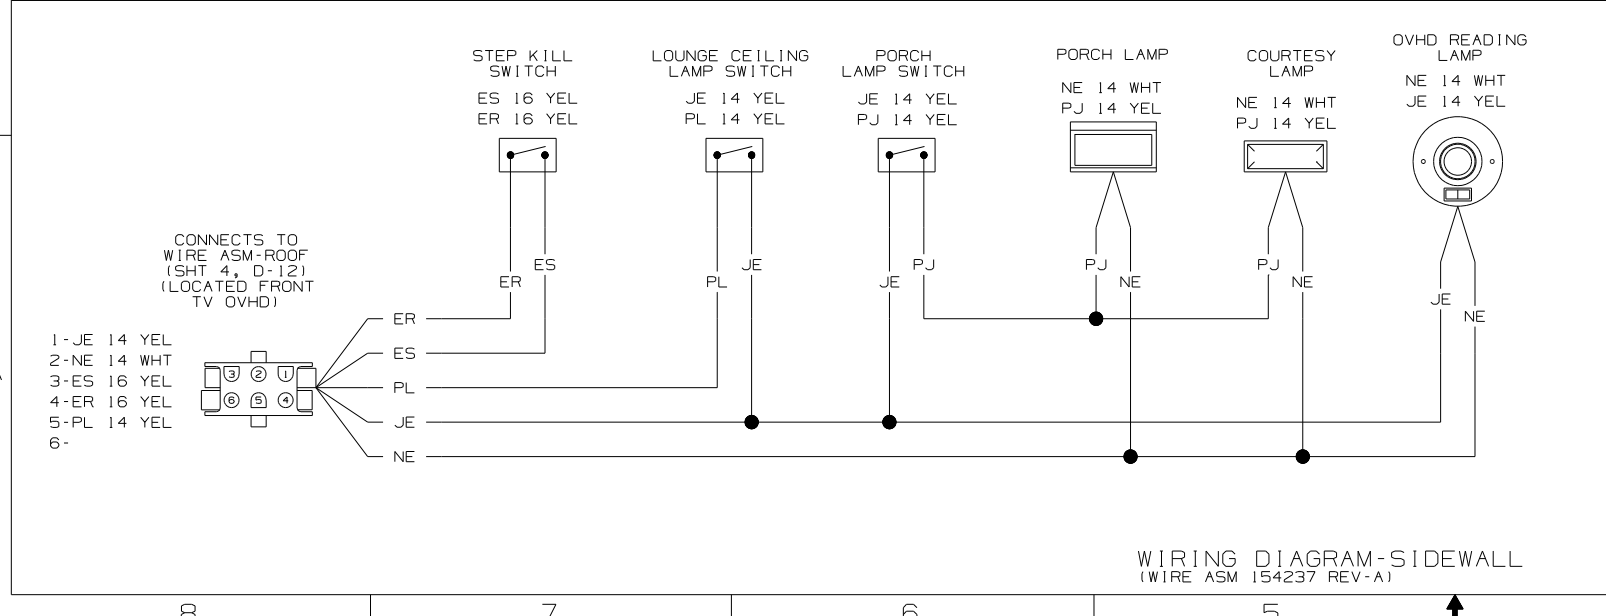 STEP KILL
SWITCH
ES 16 YEL
ER 16 YEL
LOUNGE CEILING
LAMP SWITCH
JE 14 YEL
PL 14 YEL
PORCH
LAMP SWITCH
JE 14 YEL
PJ 14 YEL
PORCH LAMP
NE 14 WHT
PJ 14 YEL
COURTESY
LAMP
NE 14 WHT
PJ 14 YEL
OVHD READING
LAMP
NE 14 WHT
JE 14 YEL
CONNECTS TO
WIRE ASM-ROOF
(SHT 4, D-12)
(LOCATED FRONT
TV OVHD)
ER
ES
PL
JE
JE
PJ
PJ
NE
PJ
NE
JE
NE
1-JE 14 YEL
2-NE 14 WHT
3-ES 16 YEL
4-ER 16 YEL
5-PL 14 YEL
6-
3 2 1
6 5 4
ER
ES
PL
JE
NE
WIRING DIAGRAM-SIDEWALL
(WIRE ASM 154237 REV-A)
8 7 6 5